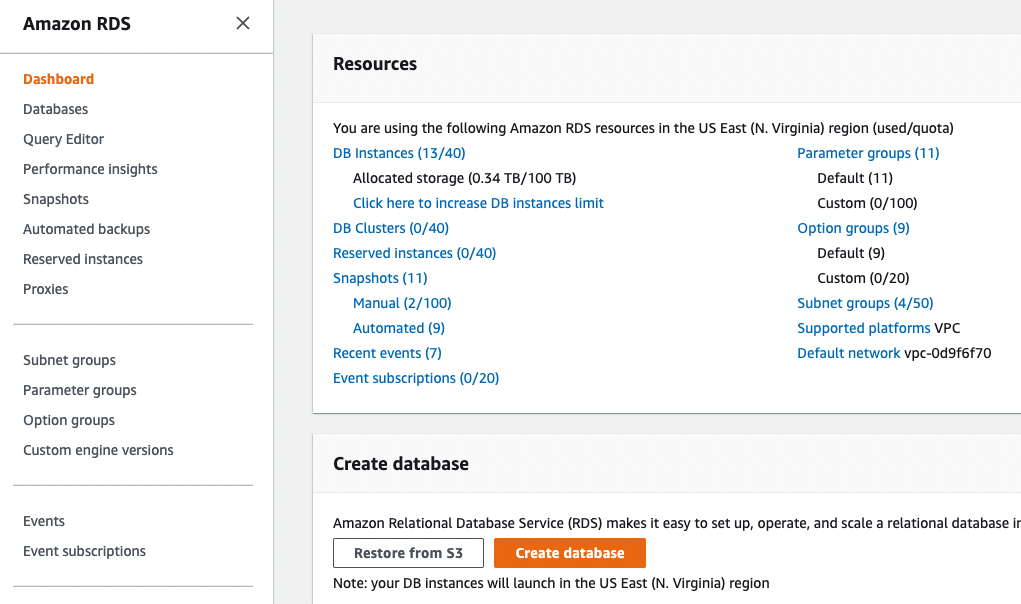 Amazon RDS
Dashboard
Databases
Query Editor
Performance insights
Snapshots
Automated backups
Reserved instances
Proxies
Subnet groups
Parameter groups
Option groups
Custom engine versions
Events
Event subscriptions
Resources
You are using the following Amazon RDS resources in the US East (N. Virginia) region (used/quota)
DB Instances (13/40)
Allocated storage (0.34 TB/100 TB)
Click here to increase DB instances limit
DB Clusters (0/40)
Reserved instances (0/40)
Snapshots (11)
Manual (2/100)
Automated (9)
Recent events (7)
Event subscriptions (0/20)
Parameter groups (11)
Default (11)
Custom (0/100)
Option groups (9)
Default (9)
Custom (0/20)
Subnet groups (4/50)
Supported platforms VPC
Default network vpc-0d9f6f70
Create database
Amazon Relational Database Service (RDS) makes it easy to set up, operate, and scale a relational database in
Restore from S3
Create database
Note: your DB instances will launch in the US East (N. Virginia) region